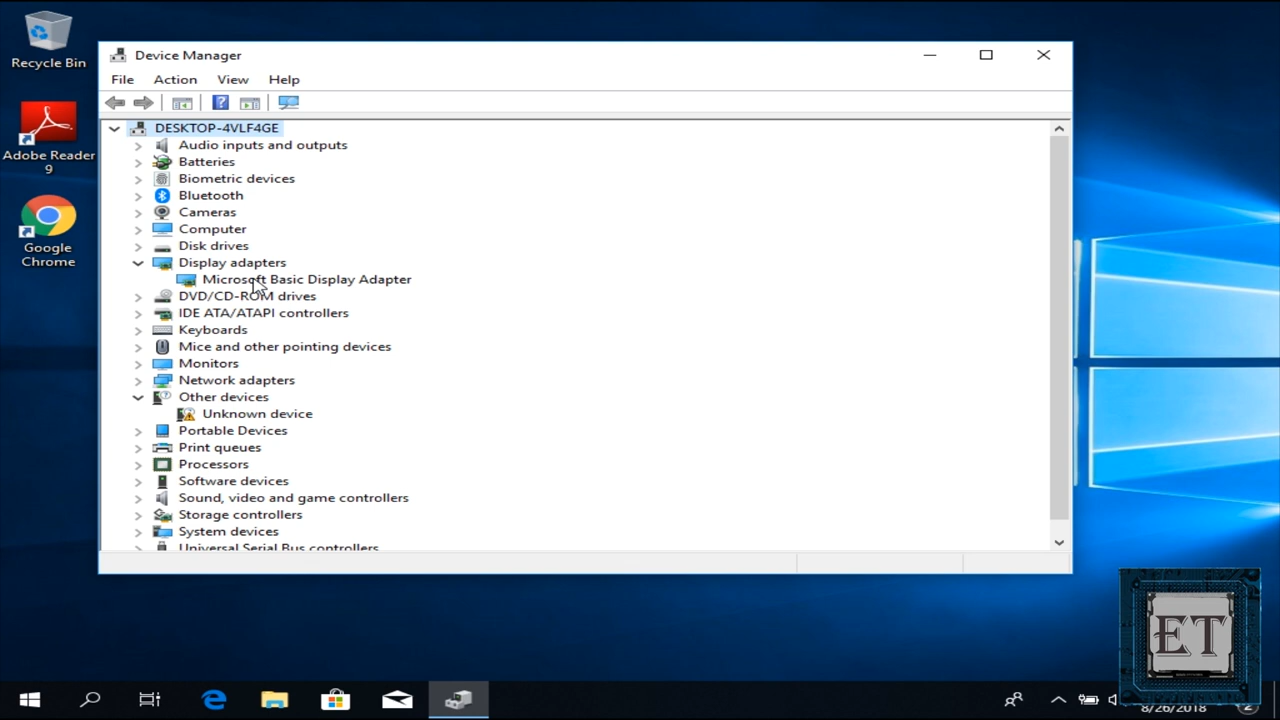 Recycle Bin
Adobe Reader
9
Google
Chrome
Device Manager
File Action View Help
DESKTOP-4VLF4GE
Audio inputs and outputs
Batteries
Biometric devices
Bluetooth
Cameras
Computer
Disk drives
Display adapters
Microsoft Basic Display Adapter
DVD/CD-ROM drives
IDE ATA/ATAPI controllers
Keyboards
Mice and other pointing devices
Monitors
Network adapters
Other devices
Unknown device
Portable Devices
Print queues
Processors
Software devices
Sound, video and game controllers
Storage controllers
System devices
Universal Serial Bus controllers
ET
8/26/2018
2